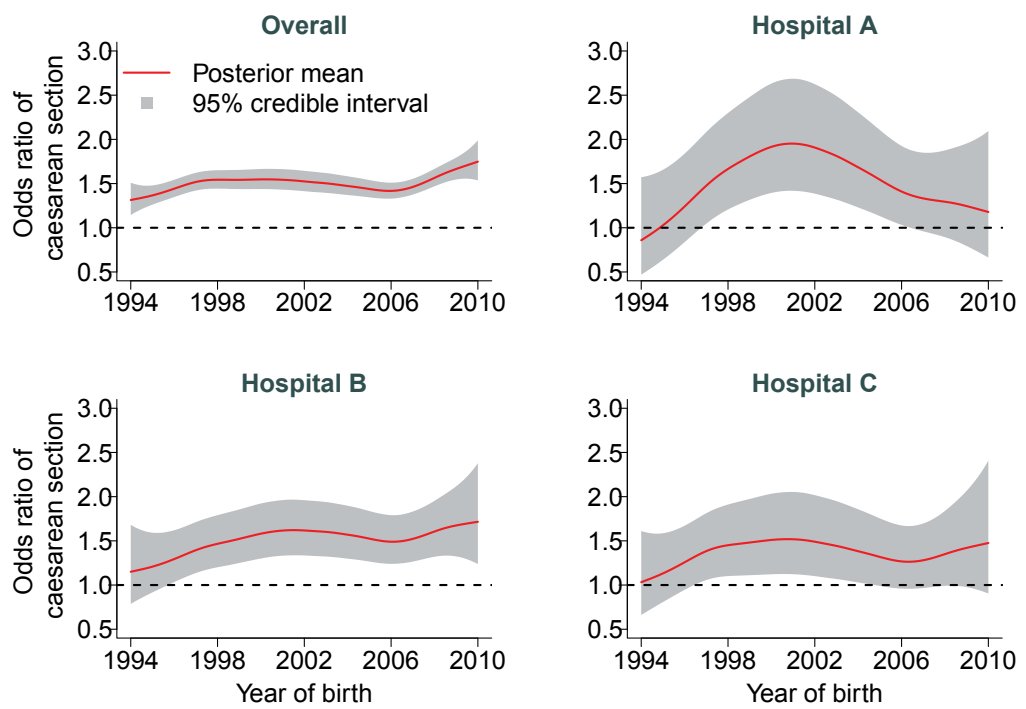 Overall
Odds ratio of
caesarean section
3.0
2.5
2.0
1.5
1.0
0.5
Posterior mean
95% credible interval
1994 1998 2002 2006 2010
Hospital A
3.0
2.5
2.0
1.5
1.0
0.5
1994 1998 2002 2006 2010
Hospital B
Odds ratio of
caesarean section
3.0
2.5
2.0
1.5
1.0
0.5
1994 1998 2002 2006 2010
Year of birth
Hospital C
3.0
2.5
2.0
1.5
1.0
0.5
1994 1998 2002 2006 2010
Year of birth